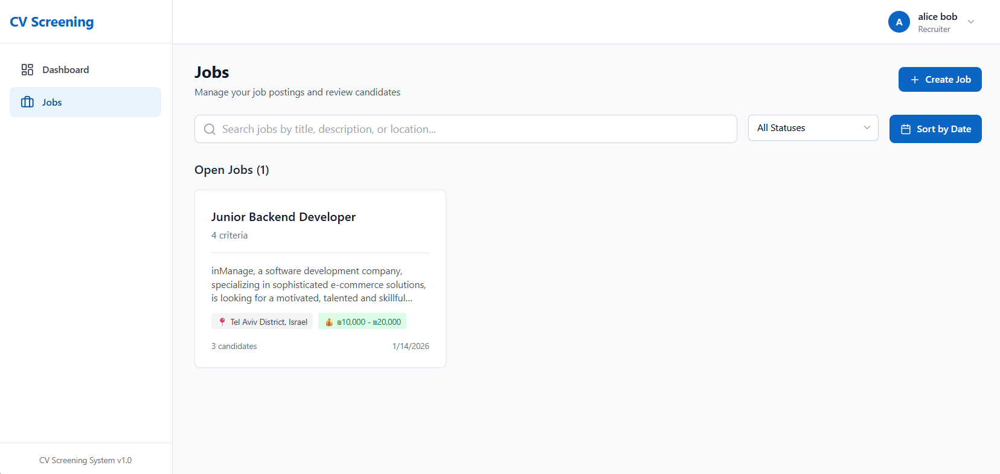 CV Screening
A
alice bob
Recruiter
Dashboard
Jobs
Jobs
Manage your job postings and review candidates
+ Create Job
Search jobs by title, description, or location...
All Statuses
Sort by Date
Open Jobs (1)
Junior Backend Developer
4 criteria
inManage, a software development company,
specializing in sophisticated e-commerce solutions,
is looking for a motivated, talented and skillful...
📍 Tel Aviv District, Israel
💰 ₪10,000 - ₪20,000
3 candidates
1/14/2026
CV Screening System v1.0